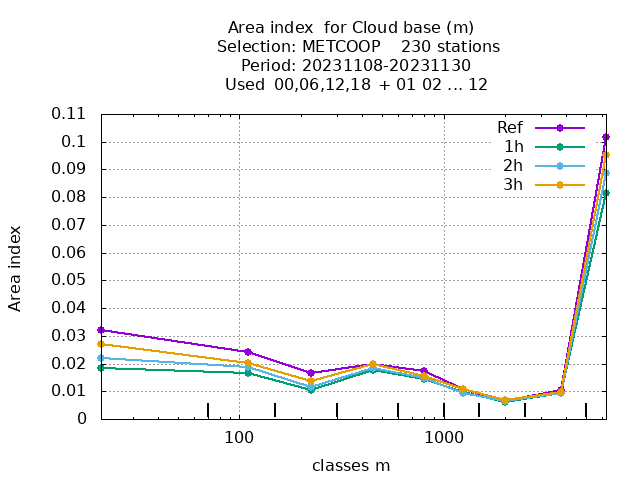 Area index  for Cloud base (m)
Selection: METCOOP    230 stations
Period: 20231108-20231130
Used  00,06,12,18  + 01 02 ... 12
0.11
0.1
0.09
0.08
0.07
0.06
0.05
0.04
0.03
0.02
0.01
0
Area index
Ref
1h
2h
3h
100
1000
classes m